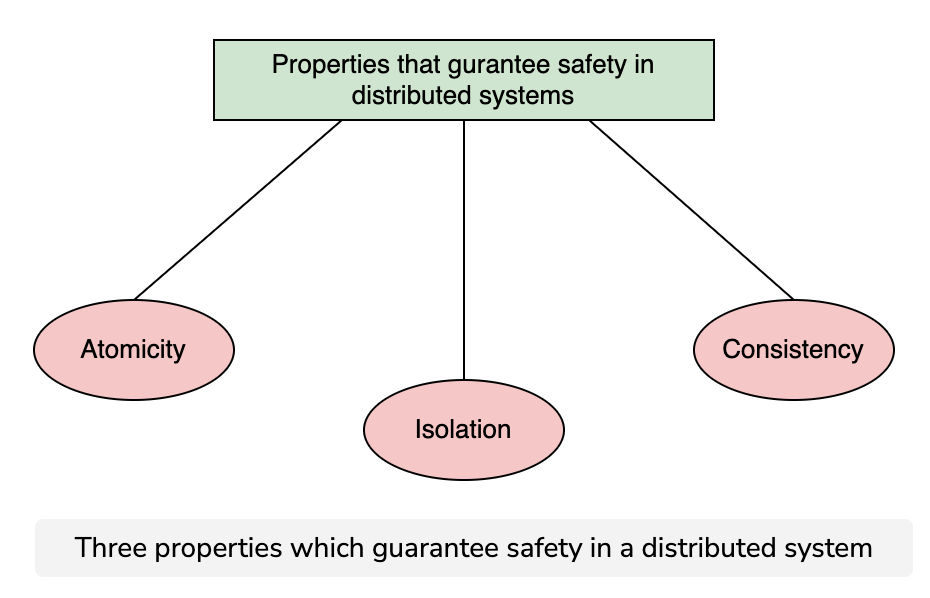 Properties that gurantee safety in
distributed systems
Atomicity
Consistency
Isolation
Three properties which guarantee safety in a distributed system